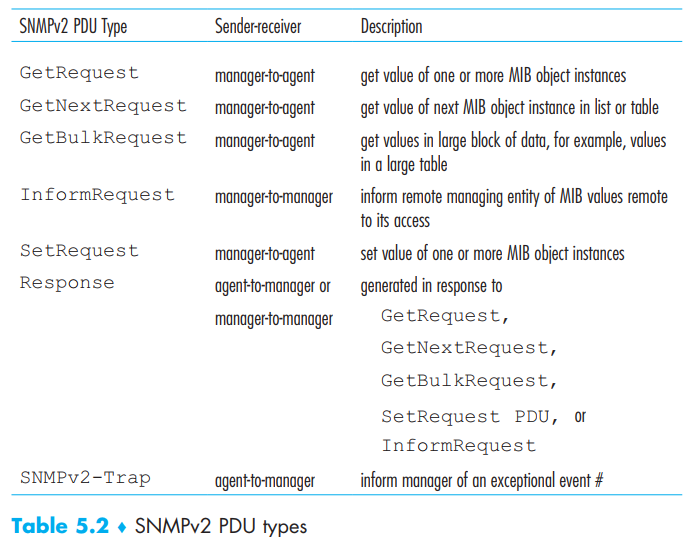 SNMPv2 PDU Type Sender-receiver Description
GetRequest manager-to-agent get value of one or more MIB object instances
GetNextRequest manager-to-agent get value of next MIB object instance in list or table
GetBulkRequest manager-to-agent get values in large block of data, for example, values
in a large table
InformRequest manager-to-manager inform remote managing entity of MIB values remote
to its access
SetRequest manager-to-agent set value of one or more MIB object instances
Response agent-to-manager or generated in response to
manager-to-manager GetRequest,
GetNextRequest,
GetBulkRequest,
SetRequest PDU, or
InformRequest
SNMPv2-Trap agent-to-manager inform manager of an exceptional event #
Table 5.2 ♦ SNMPv2 PDU types